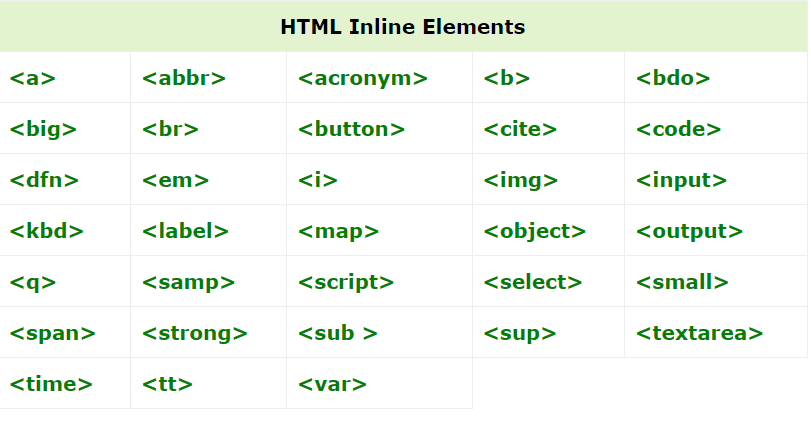 HTML Inline Elements
<a> <abbr> <acronym> <b> <bdo>
<big> <br> <button> <cite> <code>
<dfn> <em> <i> <img> <input>
<kbd> <label> <map> <object> <output>
<q> <samp> <script> <select> <small>
<span> <strong> <sub > <sup> <textarea>
<time> <tt> <var>